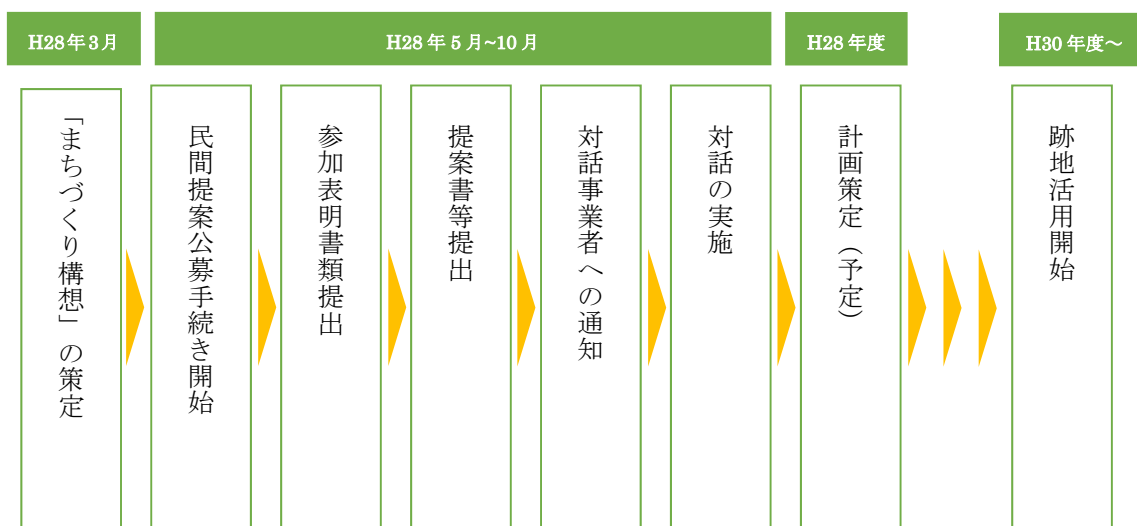 H28年3月
H28年5月~10月
H28年度
H30年度～
「まちづくり構想」の策定
民間提案公募手続き開始
参加表明書類提出
提案書等提出
対話事業者への通知
対話の実施
計画策定（予定）
跡地活用開始